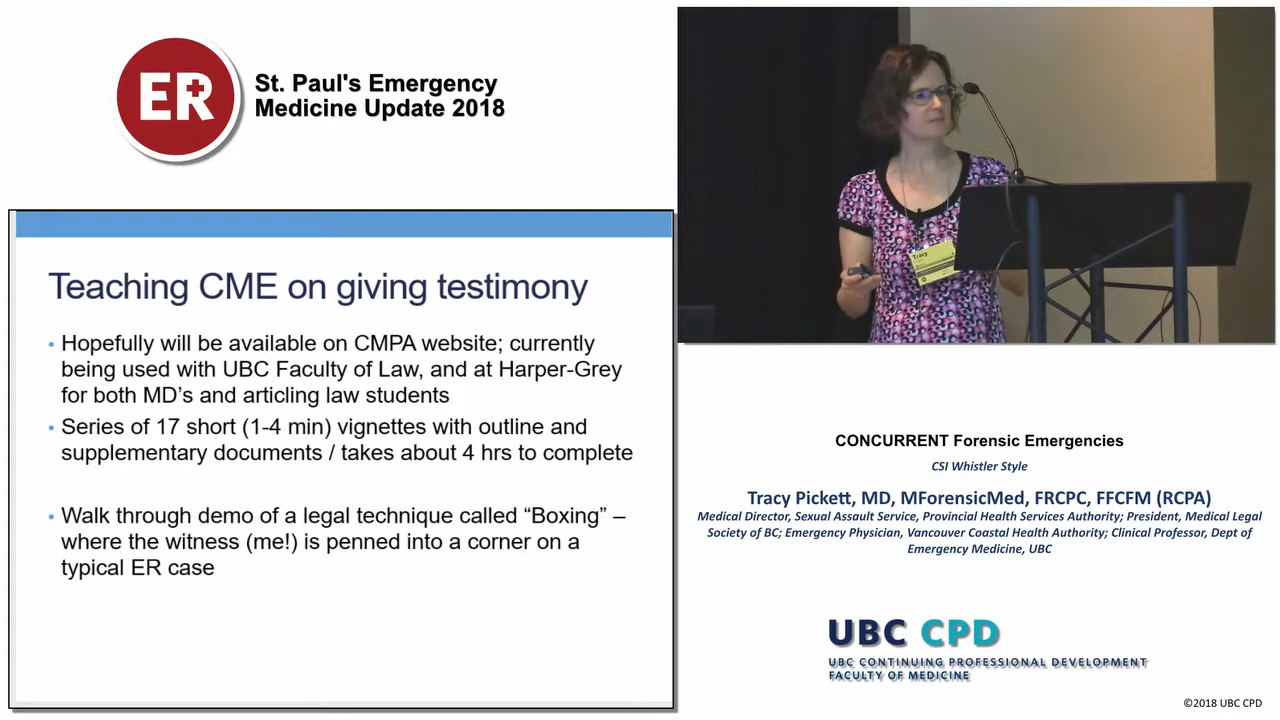 ER
St. Paul's Emergency
Medicine Update 2018
Teaching CME on giving testimony
• Hopefully will be available on CMPA website; currently
being used with UBC Faculty of Law, and at Harper-Grey
for both MD's and articling law students
• Series of 17 short (1-4 min) vignettes with outline and
supplementary documents / takes about 4 hrs to complete
• Walk through demo of a legal technique called “Boxing” –
where the witness (me!) is penned into a corner on a
typical ER case
Tracy
CONCURRENT Forensic Emergencies
CSI Whistler Style
Tracy Pickett, MD, MForensicMed, FRCPC, FFCFM (RCPA)
Medical Director, Sexual Assault Service, Provincial Health Services Authority; President, Medical Legal
Society of BC; Emergency Physician, Vancouver Coastal Health Authority; Clinical Professor, Dept of
Emergency Medicine, UBC
UBC CPD
UBC CONTINUING PROFESSIONAL DEVELOPMENT
FACULTY OF MEDICINE
©2018 UBC CPD